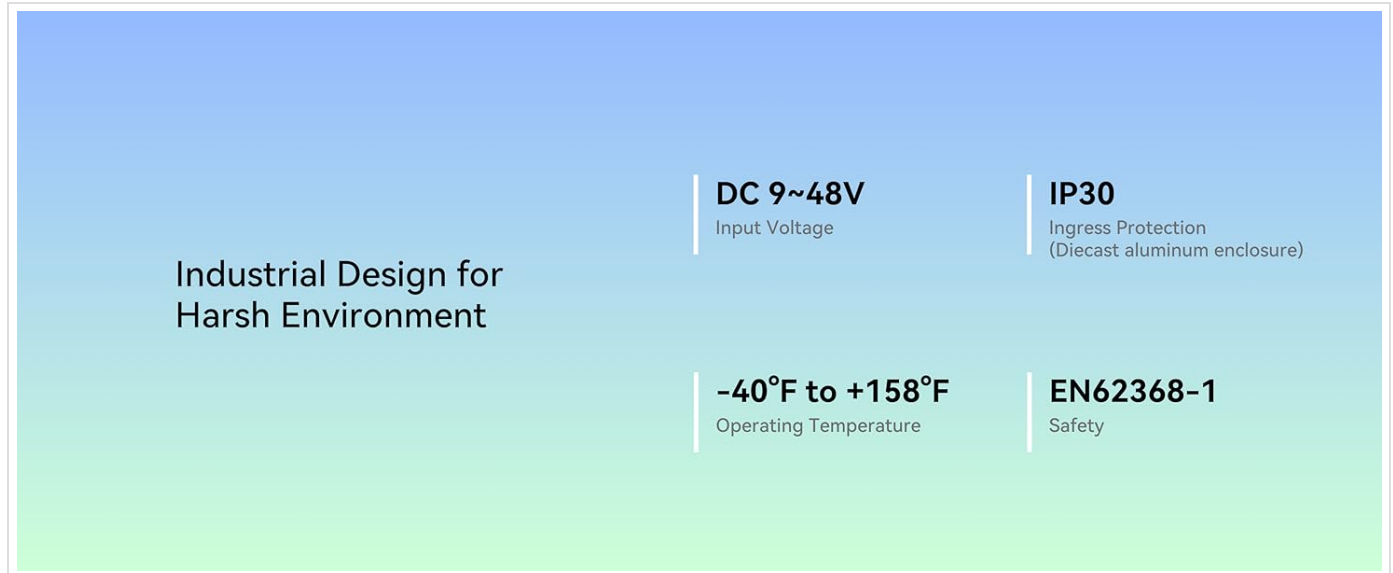 Industrial Design for
Harsh Environment
DC 9~48V
Input Voltage
IP30
Ingress Protection
(Diecast aluminum enclosure)
-40°F to +158°F
Operating Temperature
EN62368-1
Safety